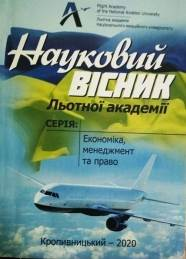 Flight Academy
of the National Aviation University
Льотна академія
Національного авіаційного університету
Науковий
ВІСНИК
Льотної академії
СЕРІЯ:
Економіка,
менеджмент
та право
Кропивницький – 2020